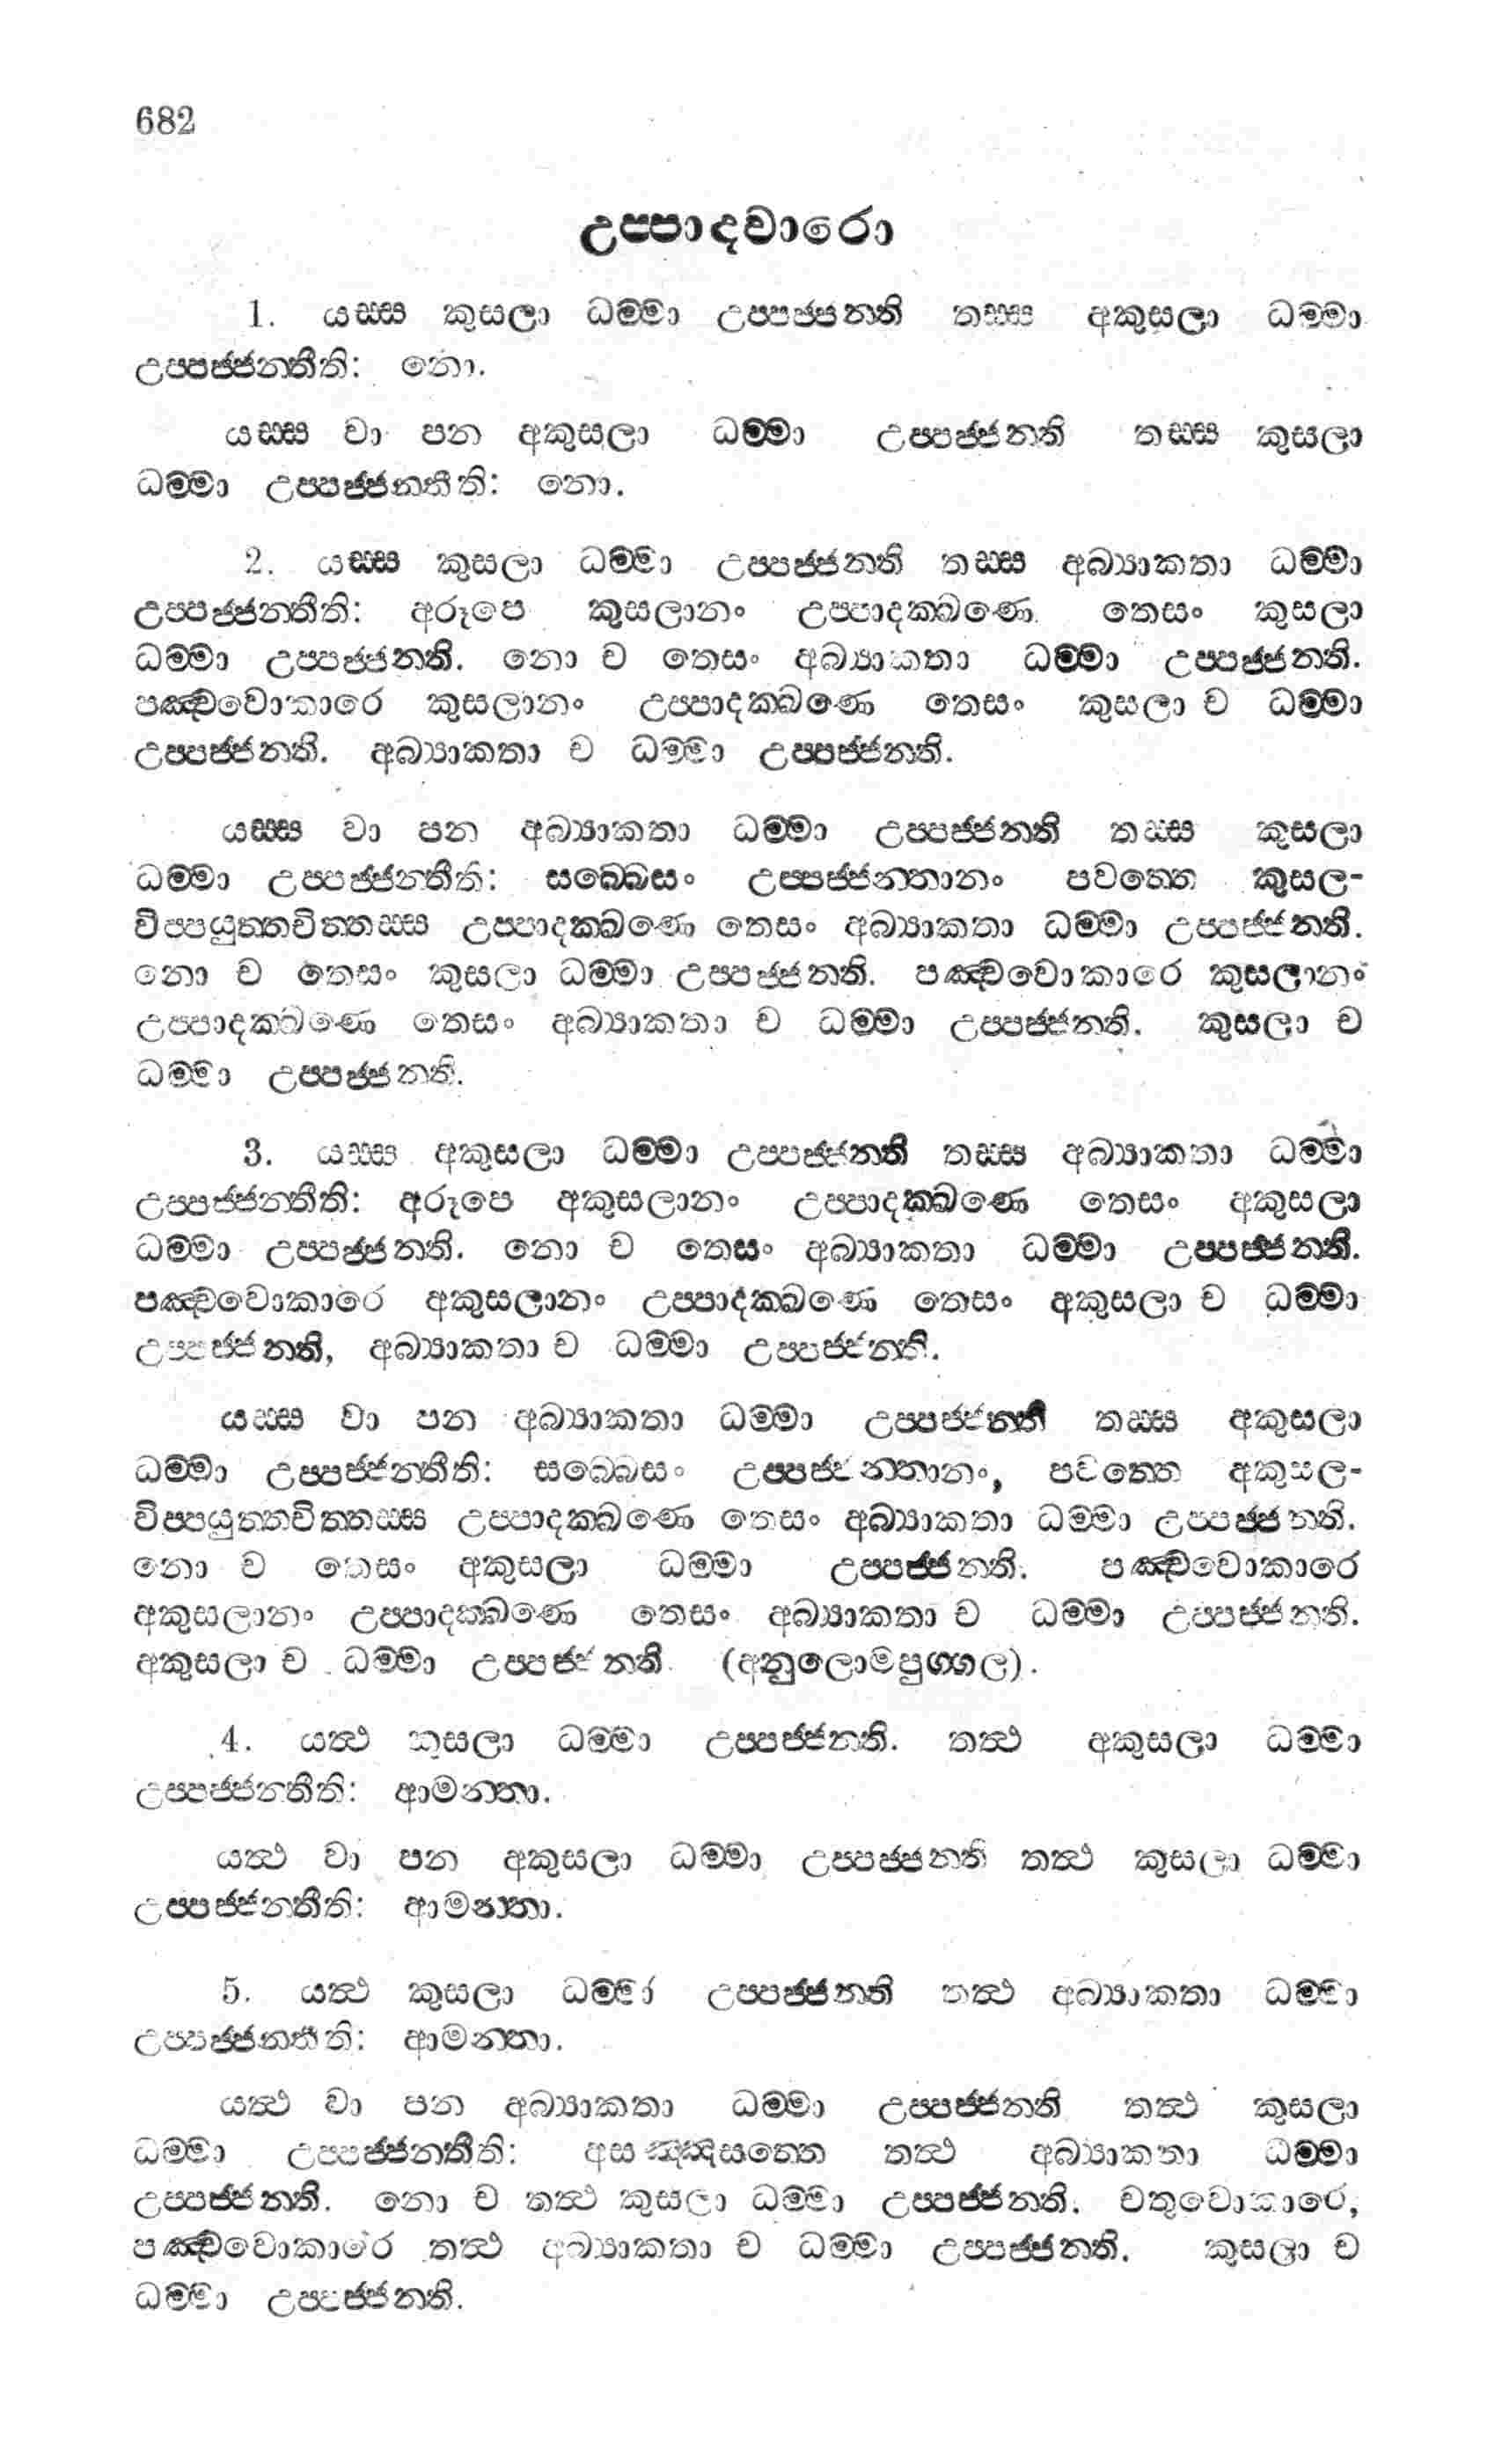 682
උප්පාදවාරො
1. යස්ස කුසලා ධම්මා උප්පජ්ජන්ති තස්ස අකුසලා ධම්මා
උප්පජ්ජන්තීති: නො.
යස්ස වා පන අකුසලා ධම්මා උප්පජ්ජන්ති තස්ස කුසලා
ධම්මා උප්පජ්ජන්තීති: නො.
2. යස්ස කුසලා ධම්මා උප්පජ්ජන්ති තස්ස අබ්‍යාකතා ධම්මා
උප්පජ්ජන්තීති: අරූපෙ කුසලානං උප්පාදක්ඛණෙ තෙසං කුසලා
ධම්මා උප්පජ්ජන්ති. නො ච තෙසං අබ්‍යාකතා ධම්මා උප්පජ්ජන්ති.
පඤ්චවොකාරෙ කුසලානං උප්පාදක්ඛණෙ තෙසං කුසලා ච ධම්මා
උප්පජ්ජන්ති. අබ්‍යාකතා ච ධම්මා උප්පජ්ජන්ති.
යස්ස වා පන අබ්‍යාකතා ධම්මා උප්පජ්ජන්ති තස්ස කුසලා
ධම්මා උප්පජ්ජන්තීති: සබ්බෙසං උප්පජ්ජන්තානං පවත්තෙ කුසල-
විප්පයුත්තචිත්තස්ස උප්පාදක්ඛණෙ තෙසං අබ්‍යාකතා ධම්මා උප්පජ්ජන්ති.
නො ච තෙසං කුසලා ධම්මා උප්පජ්ජන්ති. පඤ්චවොකාරෙ කුසලානං
උප්පාදක්ඛණෙ තෙසං අබ්‍යාකතා ච ධම්මා උප්පජ්ජන්ති. කුසලා ච
ධම්මා උප්පජ්ජන්ති.
3. යස්ස අකුසලා ධම්මා උප්පජ්ජන්ති තස්ස අබ්‍යාකතා ධම්මා
උප්පජ්ජන්තීති: අරූපෙ අකුසලානං උප්පාදක්ඛණෙ තෙසං අකුසලා
ධම්මා උප්පජ්ජන්ති. නො ච තෙසං අබ්‍යාකතා ධම්මා උප්පජ්ජන්ති.
පඤ්චවොකාරෙ අකුසලානං උප්පාදක්ඛණෙ තෙසං අකුසලා ච ධම්මා
උප්පජ්ජන්ති, අබ්‍යාකතා ච ධම්මා උප්පජ්ජන්ති.
යස්ස වා පන අබ්‍යාකතා ධම්මා උප්පජ්ජන්ති තස්ස අකුසලා
ධම්මා උප්පජ්ජන්තීති: සබ්බෙසං උප්පජ්ජන්තානං, පවත්තෙ අකුසල-
විප්පයුත්තචිත්තස්ස උප්පාදක්ඛණෙ තෙසං අබ්‍යාකතා ධම්මා උප්පජ්ජන්ති.
නො ච තෙසං අකුසලා ධම්මා උප්පජ්ජන්ති. පඤ්චවොකාරෙ
අකුසලානං උප්පාදක්ඛණෙ තෙසං අබ්‍යාකතා ච ධම්මා උප්පජ්ජන්ති.
අකුසලා ච ධම්මා උප්පජ්ජන්ති (අනුලොමපුග්ගල).
4. යත්ථ කුසලා ධම්මා උප්පජ්ජන්ති. තත්ථ අකුසලා ධම්මා
උප්පජ්ජන්තීති: ආමන්තා.
යත්ථ වා පන අකුසලා ධම්මා උප්පජ්ජන්ති තත්ථ කුසලා ධම්මා
උප්පජ්ජන්තීති: ආමන්තා.
5. යත්ථ කුසලා ධම්මා උප්පජ්ජන්ති තත්ථ අබ්‍යාකතා ධම්මා
උප්පජ්ජන්තීති: ආමන්තා.
යත්ථ වා පන අබ්‍යාකතා ධම්මා උප්පජ්ජන්ති තත්ථ කුසලා
ධම්මා උප්පජ්ජන්තීති: අසඤ්ඤසත්තෙ තත්ථ අබ්‍යාකතා ධම්මා
උප්පජ්ජන්ති. නො ච තත්ථ කුසලා ධම්මා උප්පජ්ජන්ති. චතුවොකාරෙ,
පඤ්චවොකාරෙ තත්ථ අබ්‍යාකතා ච ධම්මා උප්පජ්ජන්ති. කුසලා ච
ධම්මා උප්පජ්ජන්ති.